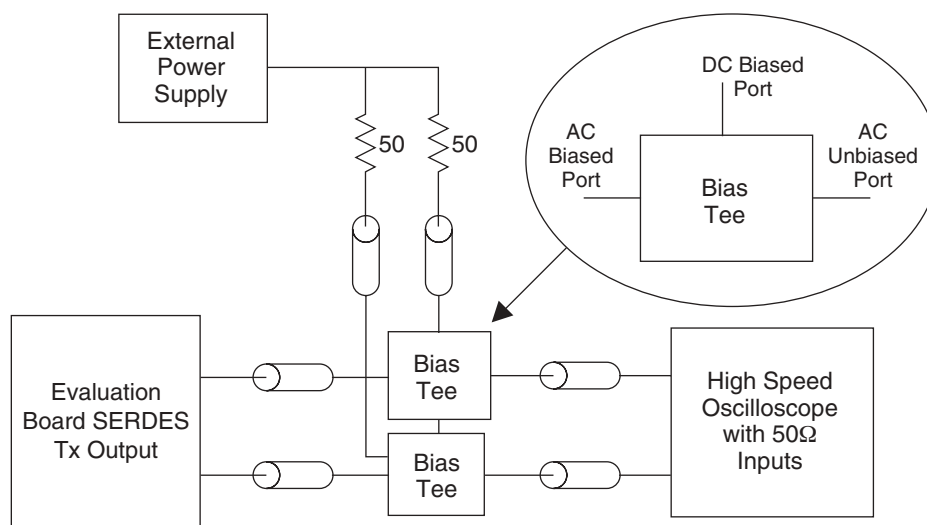 External
Power
Supply
50
50
DC Biased
Port
AC
Biased
Port
Bias
Tee
AC
Unbiased
Port
Evaluation
Board SERDES
Tx Output
Bias
Tee
Bias
Tee
High Speed
Oscilloscope
with 50Ω
Inputs